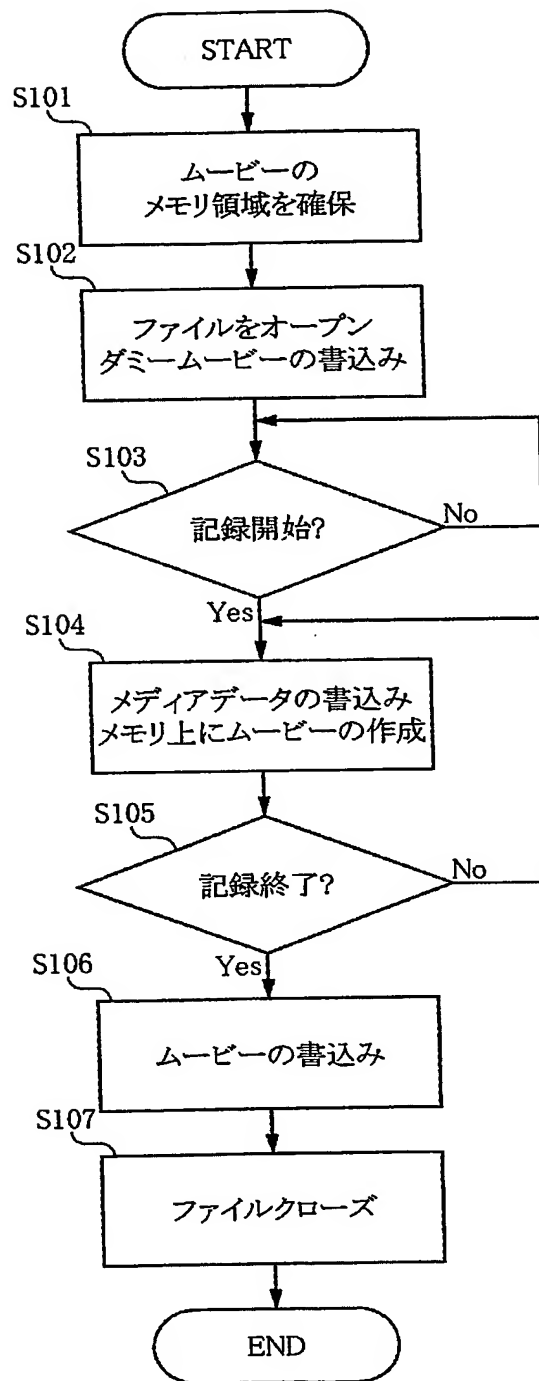 START
S101
ムービーの
メモリ領域を確保
S102
ファイルをオープン
ダミームービーの書込み
S103
記録開始?
No
Yes
S104
メディアデータの書込み
メモリ上にムービーの作成
S105
記録終了?
No
Yes
S106
ムービーの書込み
S107
ファイルクローズ
END